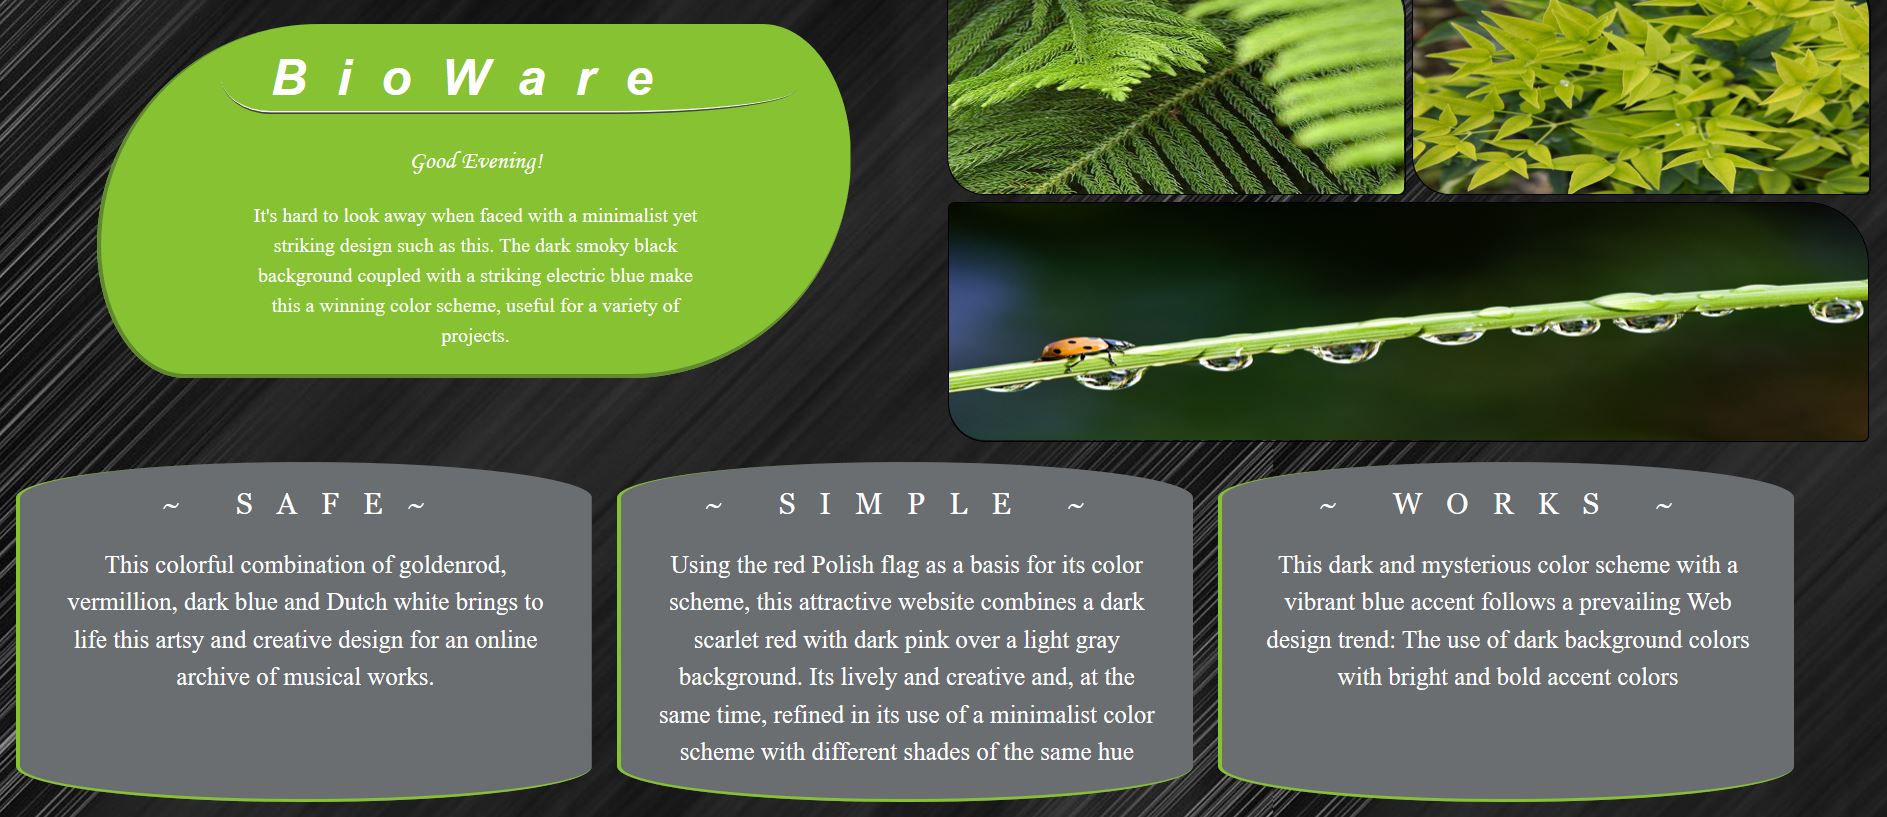 BioWare
Good Evening!
It's hard to look away when faced with a minimalist yet
striking design such as this. The dark smoky black
background coupled with a striking electric blue make
this a winning color scheme, useful for a variety of
projects.
~ SAFE ~
This colorful combination of goldenrod,
vermillion, dark blue and Dutch white brings to
life this artsy and creative design for an online
archive of musical works.
~ SIMPLE ~
Using the red Polish flag as a basis for its color
scheme, this attractive website combines a dark
scarlet red with dark pink over a light gray
background. Its lively and creative and, at the
same time, refined in its use of a minimalist color
scheme with different shades of the same hue
~ WORKS ~
This dark and mysterious color scheme with a
vibrant blue accent follows a prevailing Web
design trend: The use of dark background colors
with bright and bold accent colors